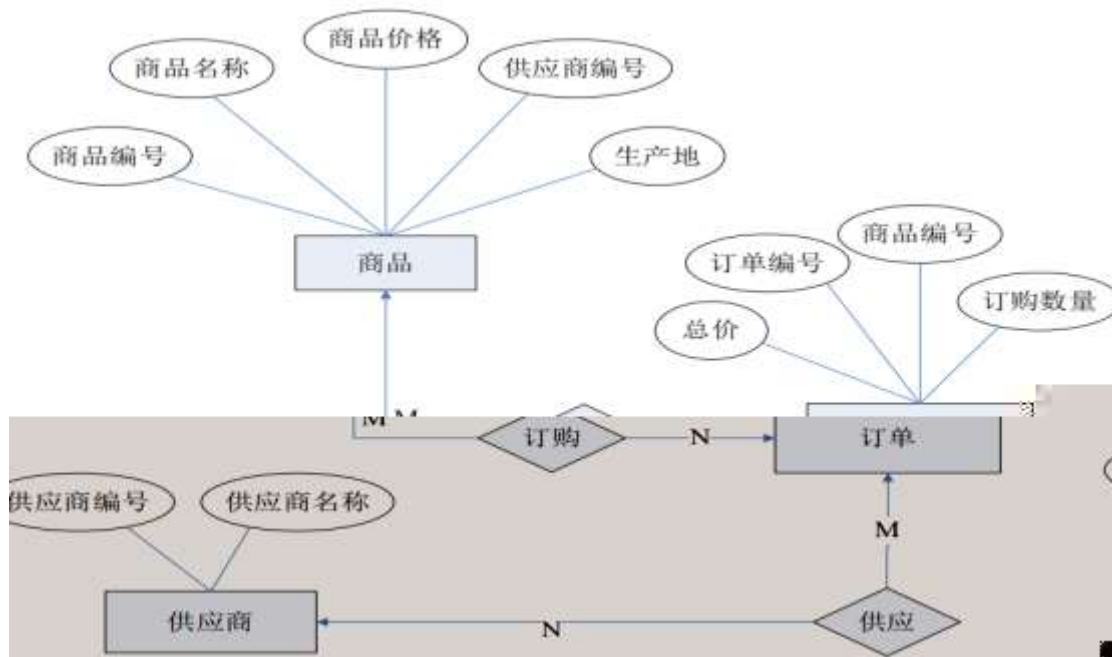 商品价格
商品名称
供应商编号
商品编号
生产地
商品
商品编号
订单编号
订购数量
总价
M
订购
N
订单
供应商编号
供应商名称
M
供应商
N
供应